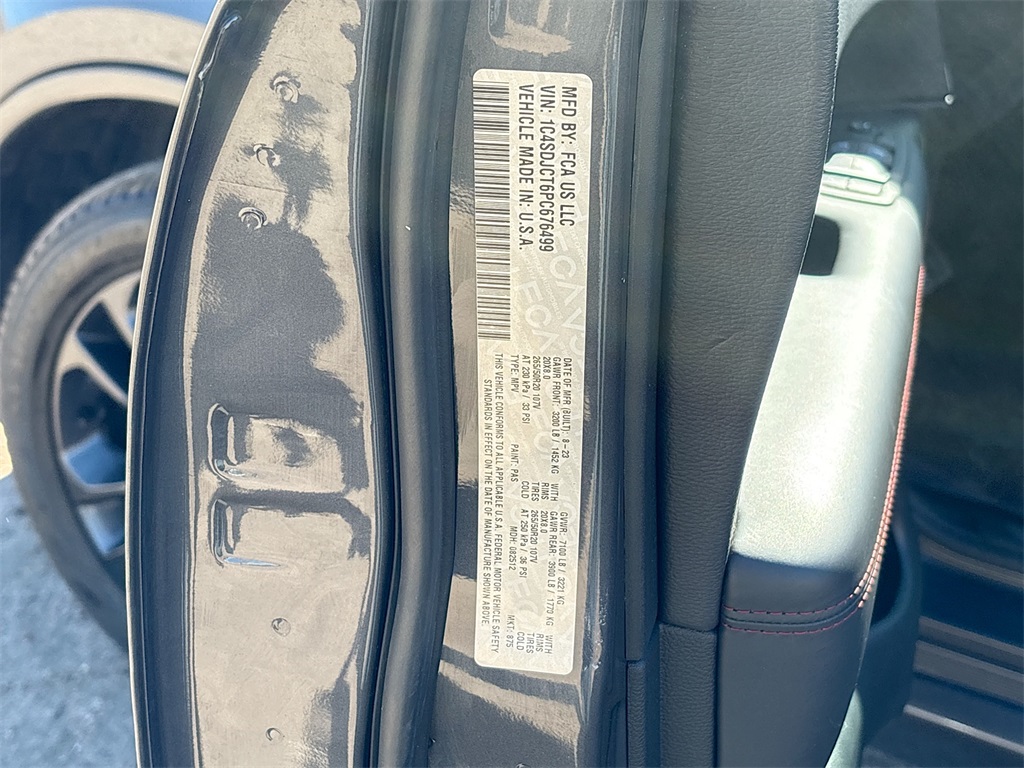 MFD BY: FCA US LLC
VIN: 1C4SDJCT6PC676499
VEHICLE MADE IN: U.S.A.
DATE OF MFR (BUILT): 8-23 GVWR: 7100 LB / 3221 KG
GAWR FRONT: 3200 LB / 1452 KG WITH GAWR REAR: 3900 LB / 1770 KG WITH
20X8.0 RIMS 20X8.0 RIMS
265/50R20 107V TIRES 265/50R20 107V TIRES
AT 230 kPa / 33 PSI COLD AT 250 kPa / 36 PSI COLD
TYPE: MPV PAINT: PAS MDH: 082512 MKT: 875
THIS VEHICLE CONFORMS TO ALL APPLICABLE U.S.A. FEDERAL MOTOR VEHICLE SAFETY
STANDARDS IN EFFECT ON THE DATE OF MANUFACTURE SHOWN ABOVE.